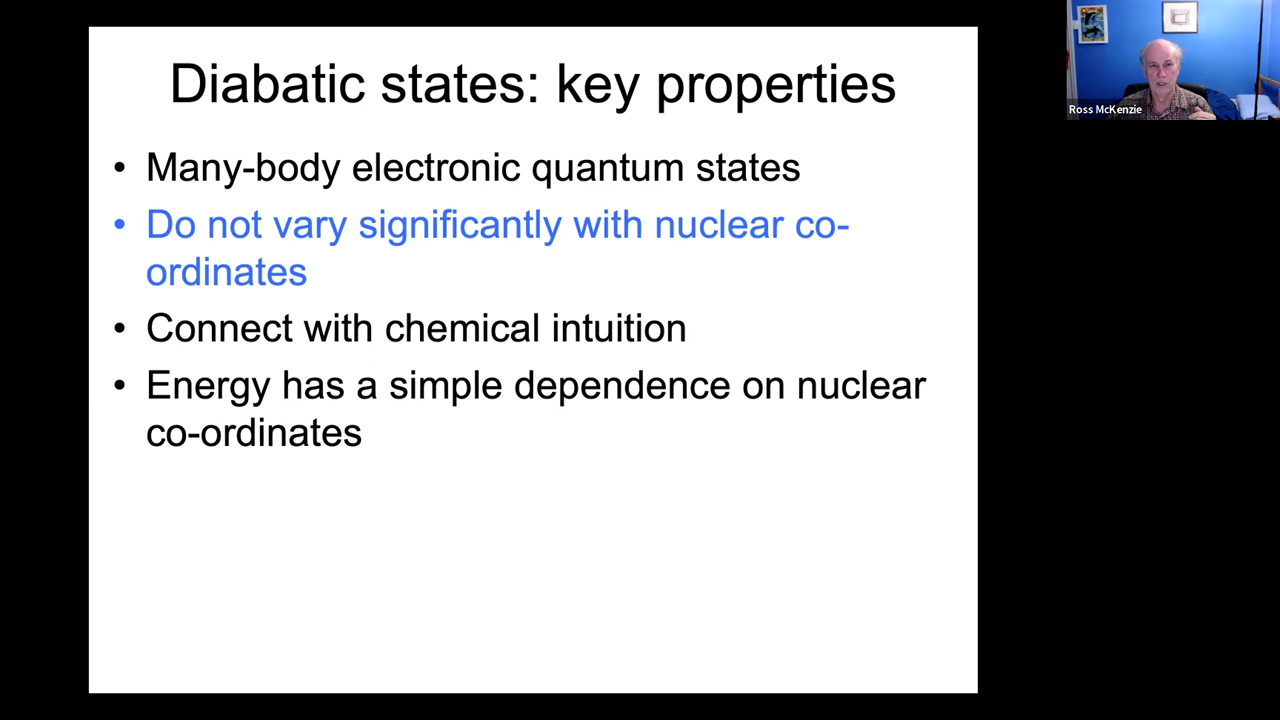 Diabatic states: key properties
• Many-body electronic quantum states
• Do not vary significantly with nuclear co-
ordinates
• Connect with chemical intuition
• Energy has a simple dependence on nuclear
co-ordinates
Ross McKenzie